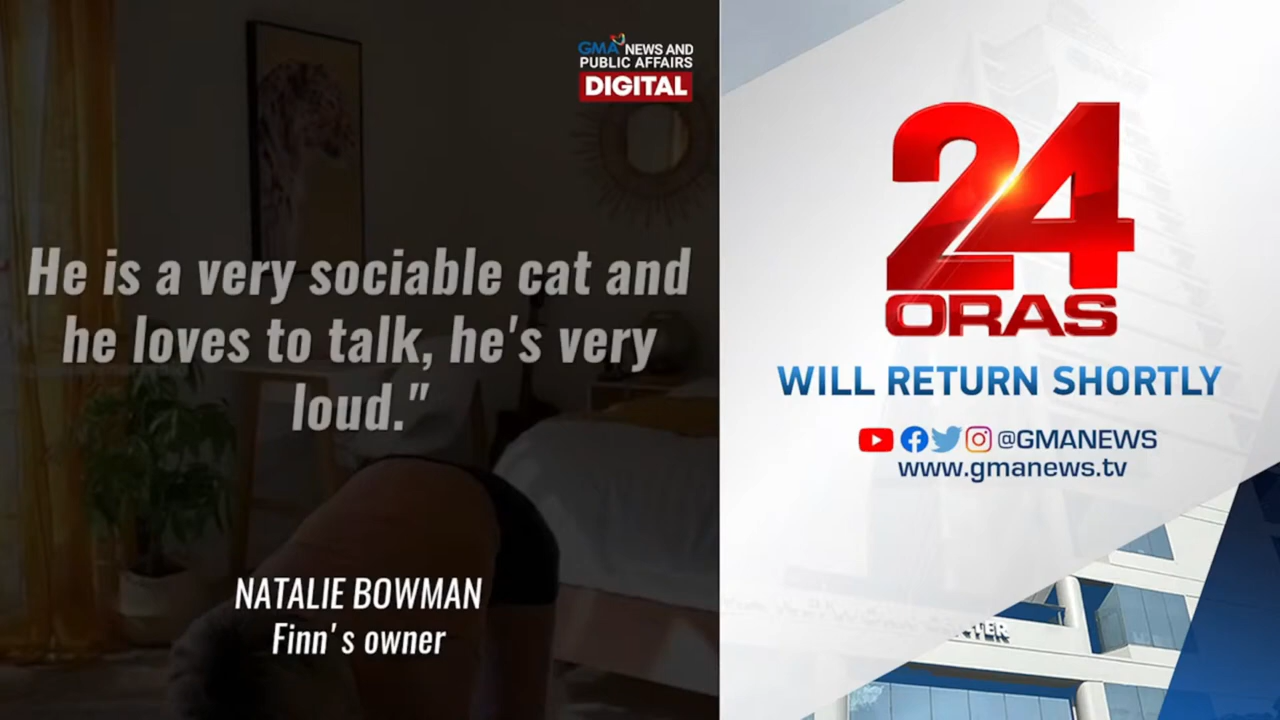 GMA NEWS AND
PUBLIC AFFAIRS
DIGITAL
He is a very sociable cat and
he loves to talk, he's very
loud."
NATALIE BOWMAN
Finn's owner
24
ORAS
WILL RETURN SHORTLY
@GMANEWS
www.gmanews.tv